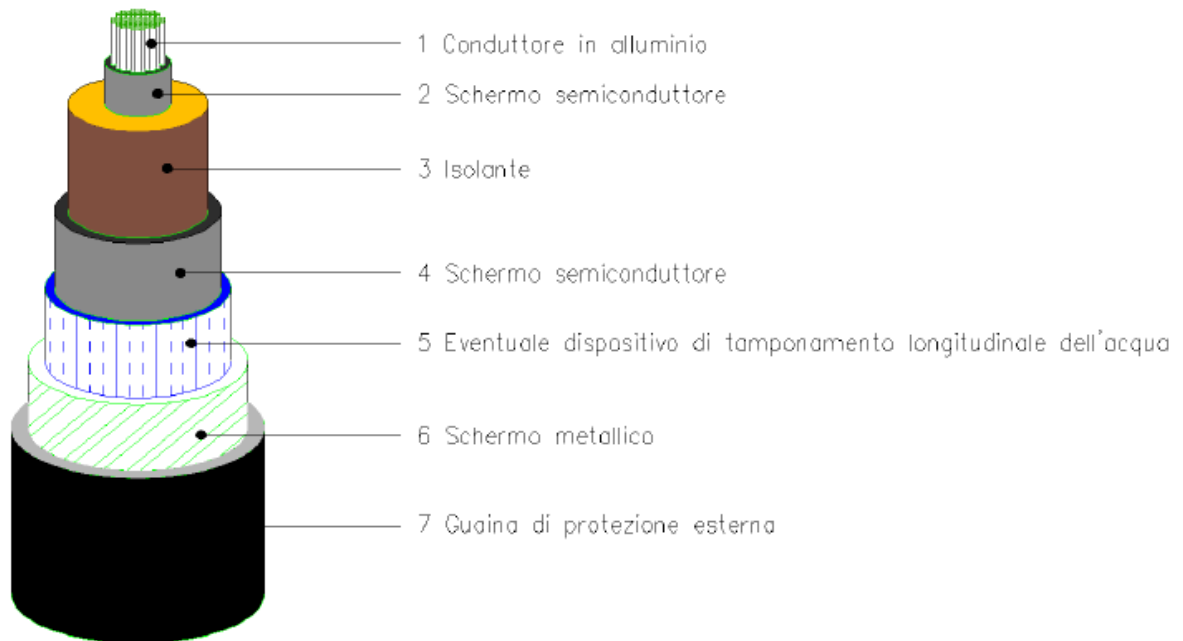 1 Conduttore in alluminio
2 Schermo semiconduttore
3 Isolante
4 Schermo semiconduttore
5 Eventuale dispositivo di tamponamento longitudinale dell'acqua
6 Schermo metallico
7 Guaina di protezione esterna